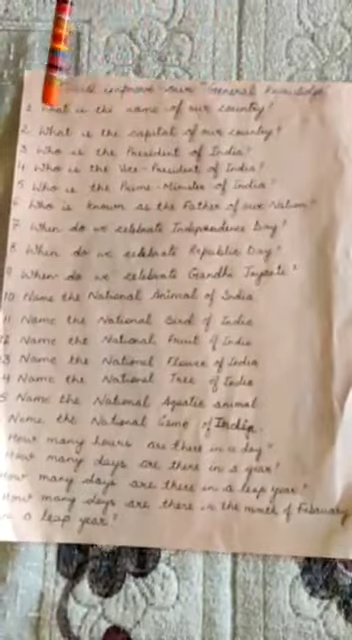 improve our General Knowledge
1. What is the name of our country?
2. What is the capital of our country?
3 Who is the President of India?
4 Who is the Vice-President of India?
5 Who is the Prime-Minister of India?
6 Who is known as the Father of our Nation?
7 When do we celebrate Independence Day?
8 When do we celebrate Republic Day?
9 When do we celebrate Gandhi Jayanti?
10 Name the National Animal of India
11 Name the National Bird of India
12 Name the National Fruit of India
3 Name the National Flower of India
4 Name the National Tree of India
5 Name the National Aquatic animal
Name the National Game of India.
How many hours are there in a day?
How many days are there in a year?
How many days are there in a leap year?
How many days are there in the month of February
in a leap year?